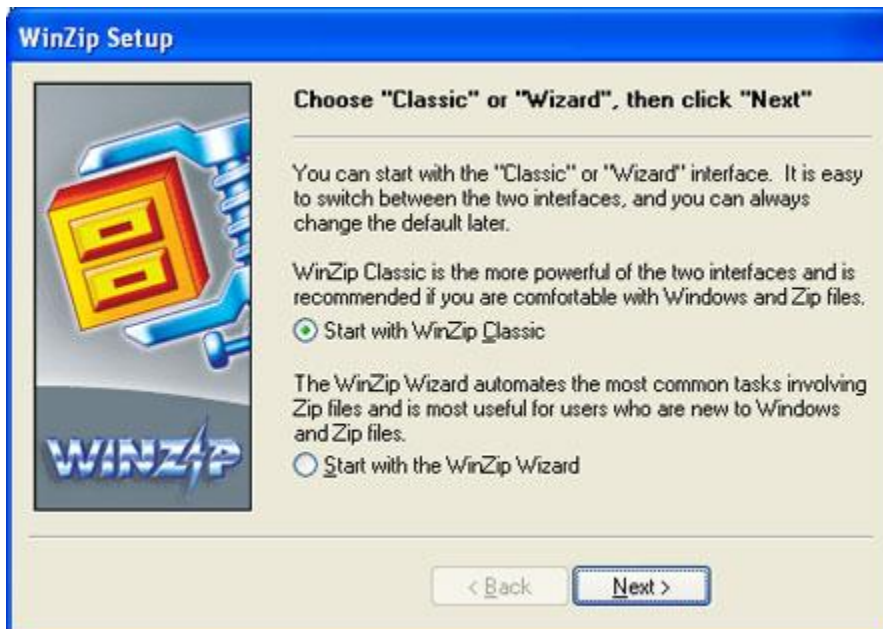 WinZip Setup
Choose "Classic" or "Wizard", then click "Next"
You can start with the "Classic" or "Wizard" interface. It is easy
to switch between the two interfaces, and you can always
change the default later.
WinZip Classic is the more powerful of the two interfaces and is
recommended if you are comfortable with Windows and Zip files.
Start with WinZip Classic
The WinZip Wizard automates the most common tasks involving
Zip files and is most useful for users who are new to Windows
and Zip files.
Start with the WinZip Wizard
WINZIP
< Back
Next >